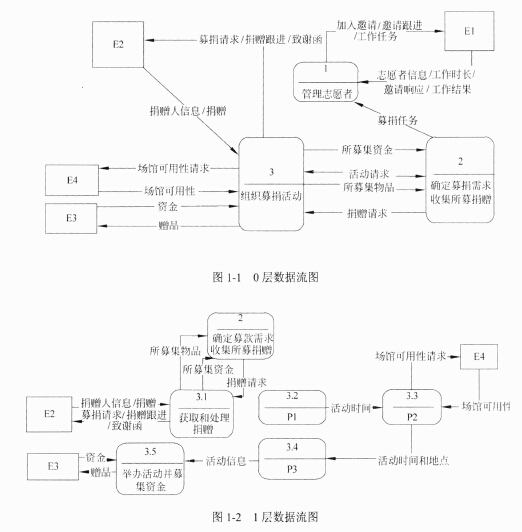 E2
募捐请求/捐赠跟进/致谢函
加入邀请/邀请跟进
/工作任务
E1
1
管理志愿者
志愿者信息/工作时长/
邀请响应/工作结果
捐赠人信息/捐赠
募捐任务
E4
场馆可用性请求
场馆可用性
E3
资金
赠品
3
组织募捐活动
所募集资金
活动请求
所募集物品
捐赠请求
2
确定募捐需求
收集所募捐赠
图 1-1 0 层数据流图
2
确定募款需求
收集所募捐赠
所募集物品
所募集资金
捐赠请求
场馆可用性请求
E4
E2
捐赠人信息/捐赠
募捐请求/捐赠跟进
/致谢函
3.1
获取和处理
捐赠
3.2
P1
活动时间
3.3
P2
场馆可用性
E3
资金
赠品
3.5
举办活动并募
集资金
活动信息
3.4
P3
活动时间和地点
图 1-2 1 层数据流图